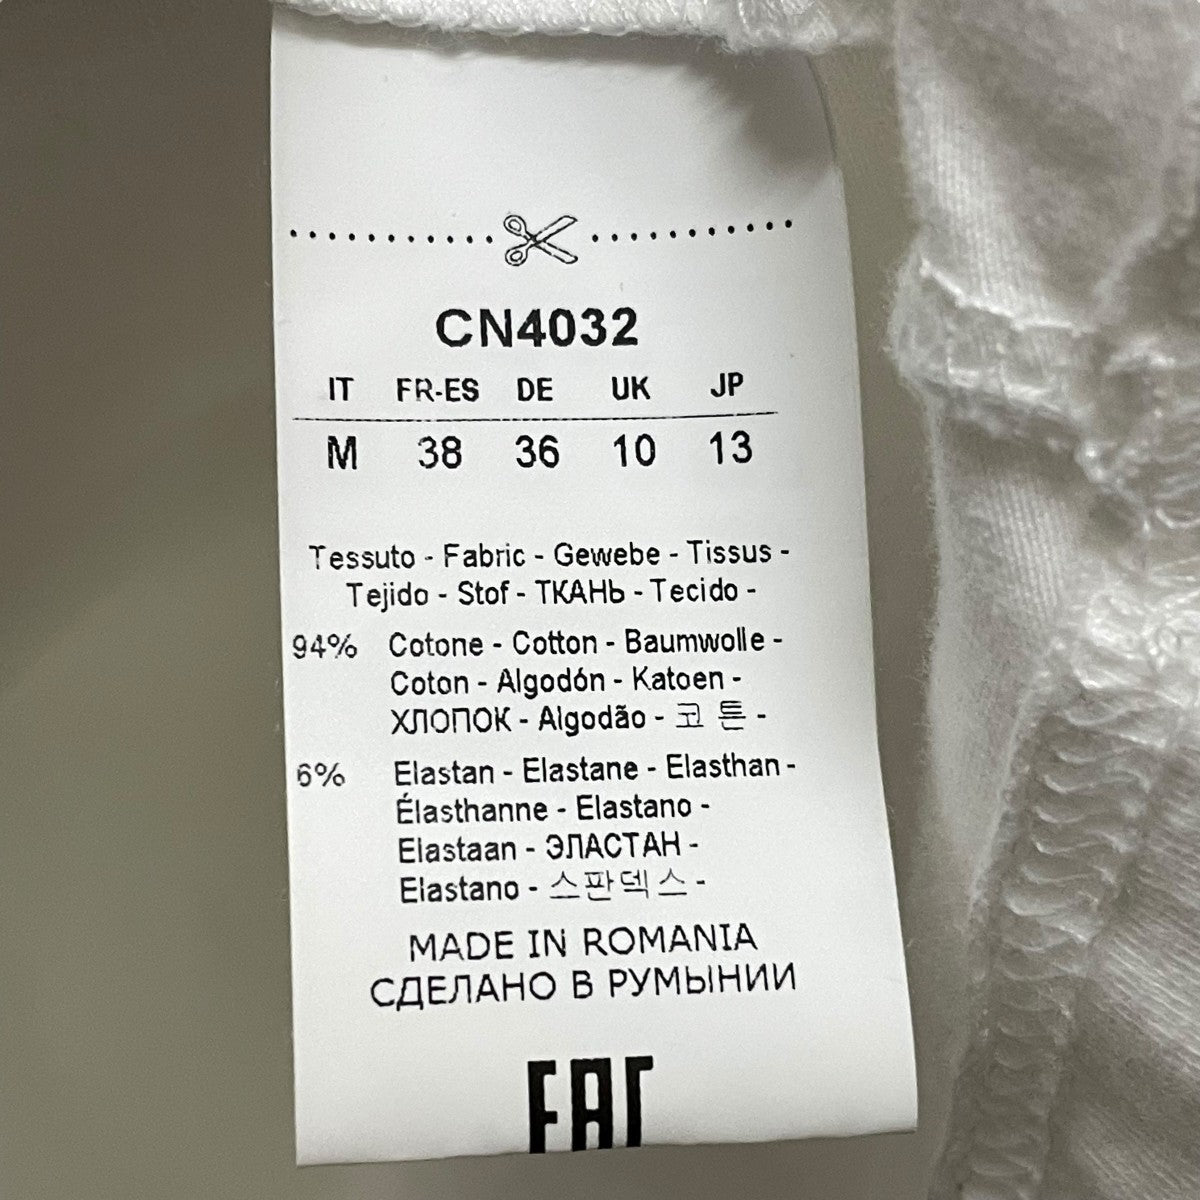 CN4032
IT FR-ES DE UK JP
M 38 36 10 13
Tessuto - Fabric - Gewebe - Tissus -
Tejido - Stof - ТКАНЬ - Tecido -
94% Cotone - Cotton - Baumwolle -
Coton - Algodón - Katoen -
ХЛОПОК - Algodão - 코튼 -
6% Elastan - Elastane - Elasthan -
Élasthanne - Elastano -
Elastaan - ЭЛАСТАН -
Elastano - 스판덱스 -
MADE IN ROMANIA
СДЕЛАНО В РУМЫНИИ
EAC